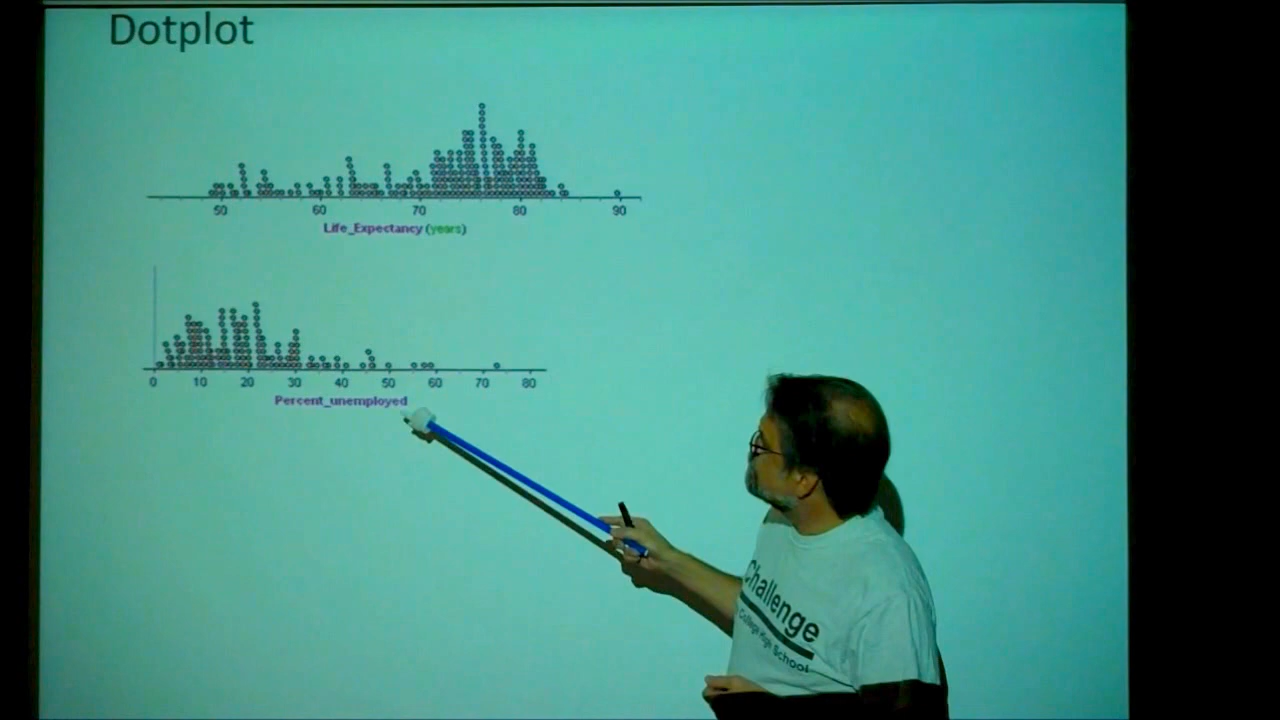 Dotplot
50 60 70 80 90
Life_Expectancy (years)
0 10 20 30 40 50 60 70 80
Percent_unemployed
Challenge
College High School